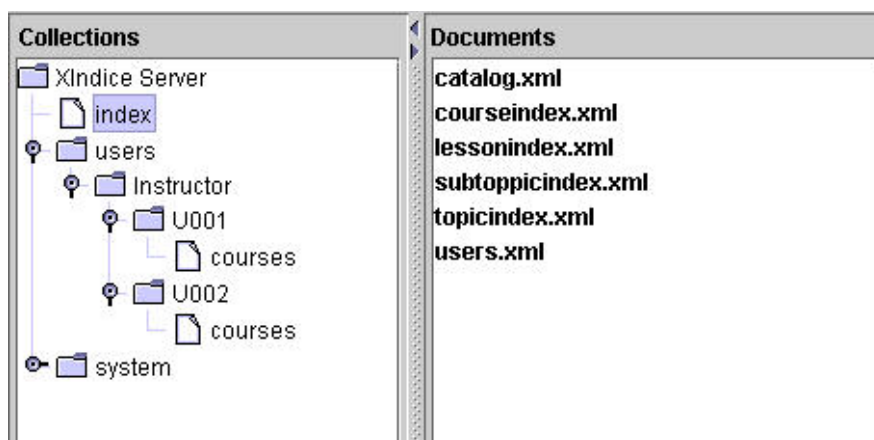 Collections
XIndice Server
index
users
Instructor
U001
courses
U002
courses
system
Documents
catalog.xml
courseindex.xml
lessonindex.xml
subtoppicindex.xml
topicindex.xml
users.xml